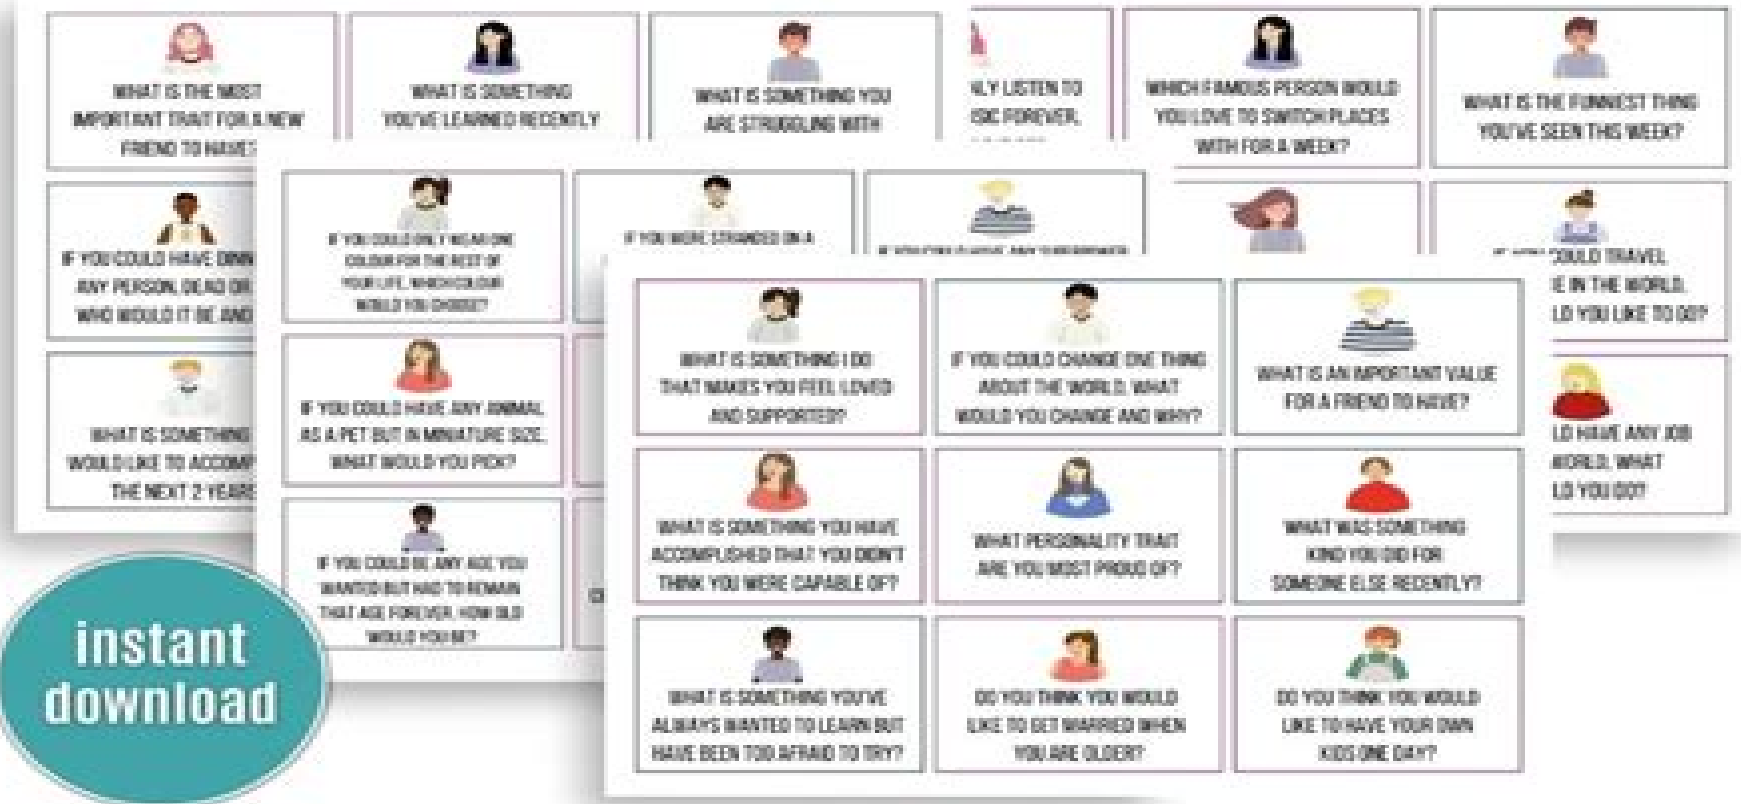 WHAT IS THE MOST
IMPORTANT TRAIT FOR A NEW
FRIEND TO HAVE?
WHAT IS SOMETHING
YOU'VE LEARNED RECENTLY
WHAT IS SOMETHING YOU
ARE STRUGGLING WITH
LISTEN TO
FOREVER,
WHICH FAMOUS PERSON WOULD
YOU LOVE TO SWITCH PLACES
WITH FOR A WEEK?
WHAT IS THE FUNNIEST THING
YOU'VE SEEN THIS WEEK?
IF YOU COULD HAVE DINN
ANY PERSON, DEAD OR
WHO WOULD IT BE AND
WHAT IS SOMETHING
WOULD LIKE TO ACCOMP
THE NEXT 2 YEARS
IF YOU COULD ONLY WEAR ONE
COLOUR FOR THE REST OF
YOUR LIFE, WHICH COLOUR
WOULD YOU CHOOSE?
IF YOU WERE STRANDED ON A
IF YOU COULD HAVE ANY SUPERPOWER
IF YOU COULD HAVE ANY ANIMAL
AS A PET BUT IN MINIATURE SIZE,
WHAT WOULD YOU PICK?
IF YOU COULD BE ANY AGE YOU
WANTED BUT HAD TO REMAIN
THAT AGE FOREVER, HOW OLD
WOULD YOU BE?
COULD TRAVEL
E IN THE WORLD,
LD YOU LIKE TO GO?
LD HAVE ANY JOB
WORLD, WHAT
LD YOU DO?
WHAT IS SOMETHING I DO
THAT MAKES YOU FEEL LOVED
AND SUPPORTED?
IF YOU COULD CHANGE ONE THING
ABOUT THE WORLD, WHAT
WOULD YOU CHANGE AND WHY?
WHAT IS AN IMPORTANT VALUE
FOR A FRIEND TO HAVE?
WHAT IS SOMETHING YOU HAVE
ACCOMPLISHED THAT YOU DIDN'T
THINK YOU WERE CAPABLE OF?
WHAT PERSONALITY TRAIT
ARE YOU MOST PROUD OF?
WHAT WAS SOMETHING
KIND YOU DID FOR
SOMEONE ELSE RECENTLY?
WHAT IS SOMETHING YOU'VE
ALWAYS WANTED TO LEARN BUT
HAVE BEEN TOO AFRAID TO TRY?
DO YOU THINK YOU WOULD
LIKE TO GET MARRIED WHEN
YOU ARE OLDER?
DO YOU THINK YOU WOULD
LIKE TO HAVE YOUR OWN
KIDS ONE DAY?
instant
download